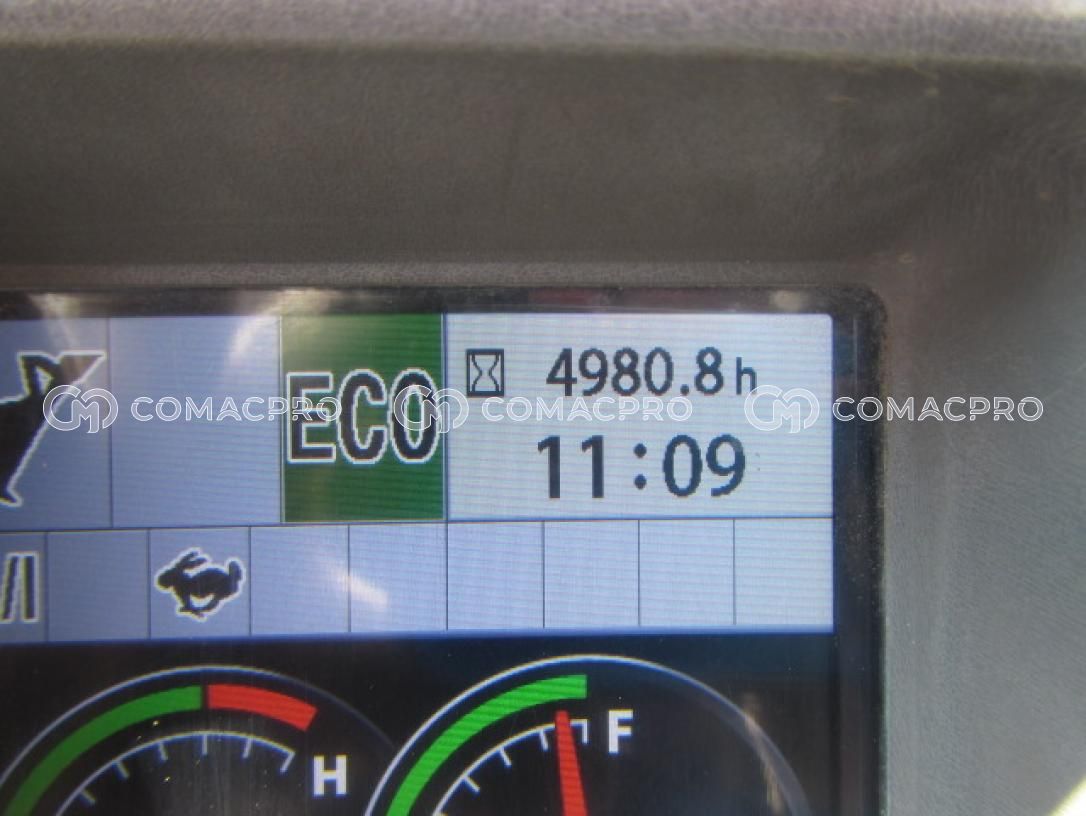 4980.8 h
ECO
COMACPRO COMACPRO COMACPRO
11:09
H
F